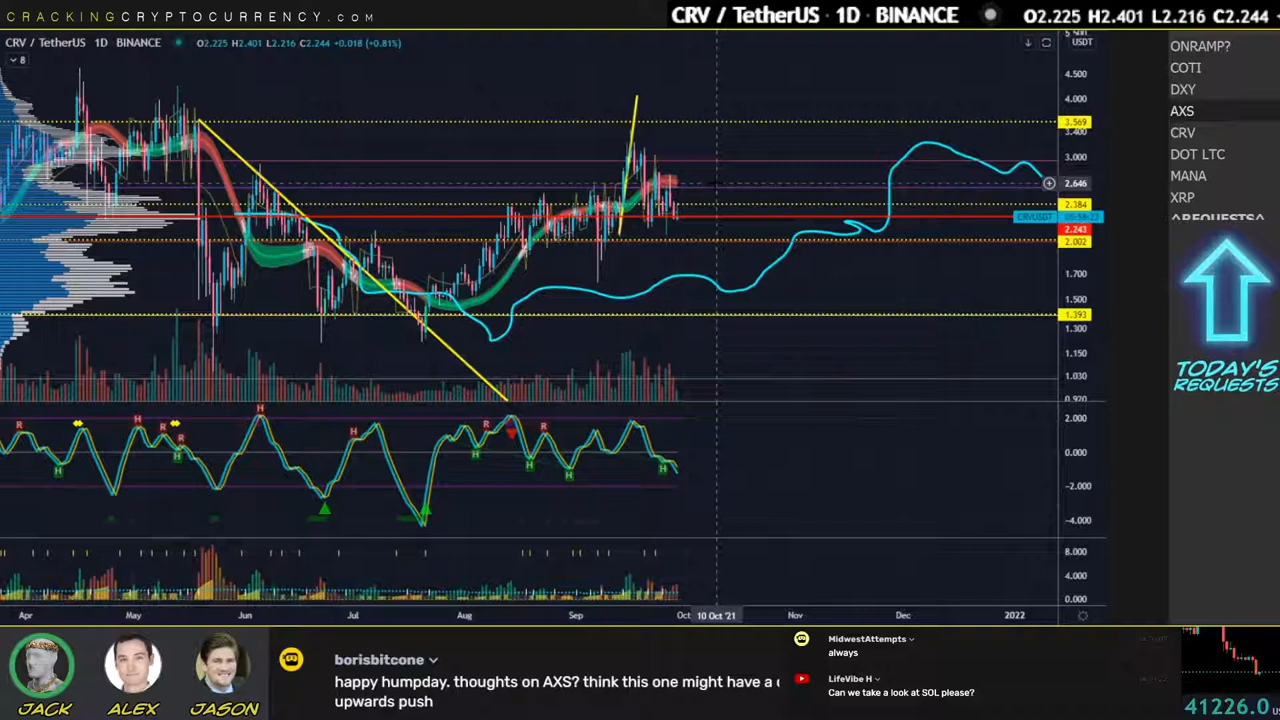 CRACKINGCRYPTOCURRENCY.com
CRV / TetherUS · 1D · BINANCE
O2.225 H2.401 L2.216 C2.244
CRV / TetherUS 1D BINANCE
O2.225 H2.401 L2.216 C2.244 +0.018 (+0.81%)
USDT
8
4.500
4.000
3.569
3.400
3.000
2.646
2.384
CRVUSDT
2.243
2.002
1.700
1.500
1.393
1.300
1.150
1.030
0.920
2.000
0.000
-2.000
-4.000
8.000
4.000
0.000
R
H
H
R
R
H
H
R
R
H
H
R
H
H
Apr
May
Jun
Jul
Aug
Sep
Oct
10 Oct '21
Nov
Dec
2022
ONRAMP?
COTI
DXY
AXS
CRV
DOT LTC
MANA
XRP
TODAY'S
REQUESTS
JACK
ALEX
JASON
borisbitcone
happy humpday. thoughts on AXS? think this one might have a
upwards push
MidwestAttempts
always
LifeVibe H
Can we take a look at SOL please?
41226.0